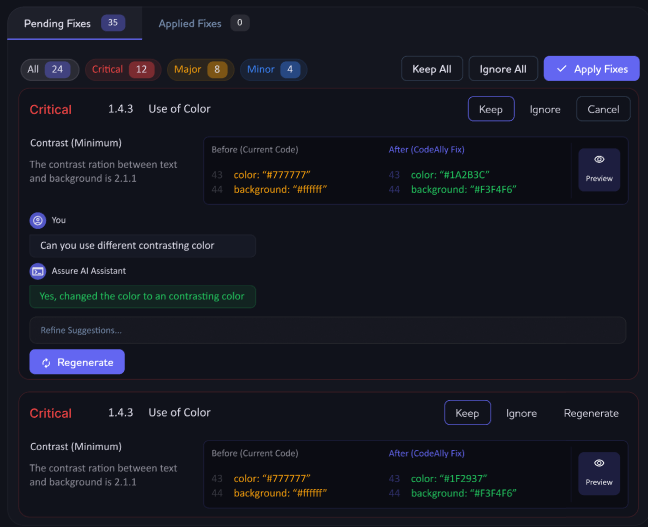 Pending Fixes 35 Applied Fixes 0
All 24 Critical 12 Major 8 Minor 4 Keep All Ignore All Apply Fixes
Critical 1.4.3 Use of Color Keep Ignore Cancel
Contrast (Minimum)
The contrast ration between text
and background is 2.1.1
Before (Current Code) After (CodeAlly Fix)
43 color: "#777777" 43 color: "#1A2B3C"
44 background: "#ffffff" 44 background: "#F3F4F6"
Preview
You
Can you use different contrasting color
Assure AI Assistant
Yes, changed the color to an contrasting color
Refine Suggestions...
Regenerate
Critical 1.4.3 Use of Color Keep Ignore Regenerate
Contrast (Minimum)
The contrast ration between text
and background is 2.1.1
Before (Current Code) After (CodeAlly Fix)
43 color: "#777777" 43 color: "#1F2937"
44 background: "#ffffff" 44 background: "#F3F4F6"
Preview